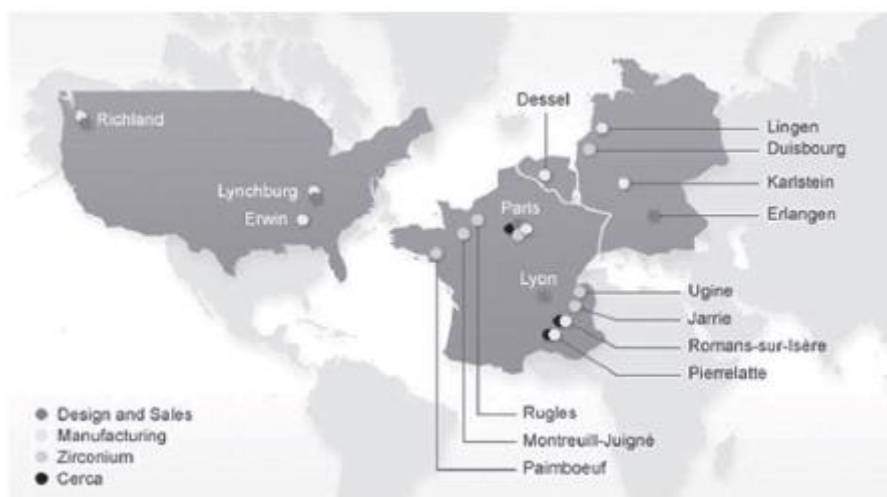 Richland
Lynchburg
Erwin
Dessel
Lingen
Duisbourg
Karlstein
Erlangen
Paris
Lyon
Ugine
Jarrie
Romans-sur-Isère
Pierrelatte
Rugles
Montreuill-Juigné
Paimboeuf
Design and Sales
Manufacturing
Zirconium
Cerca